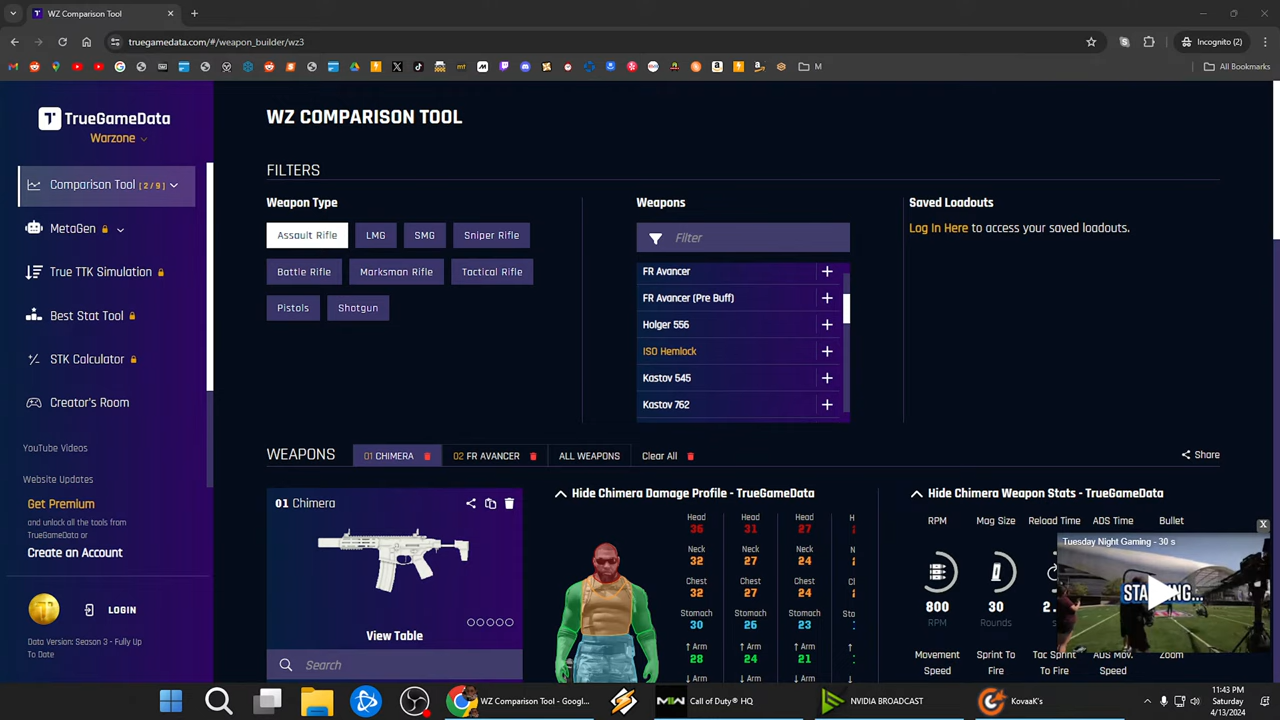 WZ Comparison Tool
truegamedata.com/#/weapon_builder/wz3
Incognito (2)
M
All Bookmarks
TrueGameData
Warzone
Comparison Tool [2/9]
MetaGen
True TTK Simulation
Best Stat Tool
STK Calculator
Creator's Room
YouTube Videos
Website Updates
Get Premium
and unlock all the tools from
TrueGameData or
Create an Account
LOGIN
Data Version: Season 3 - Fully Up
To Date
WZ COMPARISON TOOL
FILTERS
Weapon Type
Assault Rifle
LMG
SMG
Sniper Rifle
Battle Rifle
Marksman Rifle
Tactical Rifle
Pistols
Shotgun
Weapons
Filter
FR Avancer
FR Avancer (Pre Buff)
Holger 556
ISO Hemlock
Kastov 545
Kastov 762
Saved Loadouts
Log In Here to access your saved loadouts.
WEAPONS
01 CHIMERA
02 FR AVANCER
ALL WEAPONS
Clear All
Share
01 Chimera
View Table
Search
Hide Chimera Damage Profile - TrueGameData
Head Head Head H
36 31 27
Neck Neck Neck
32 27 24
Chest Chest Chest
32 27 24
Stomach Stomach Stomach
30 26 23
↑ Arm ↑ Arm ↑ Arm
28 24 21
Hide Chimera Weapon Stats - TrueGameData
RPM Mag Size Reload Time ADS Time Bullet
800 30 2.
RPM Rounds
Movement Sprint To Tac Sprint ADS Mov. Zoom
Speed Fire To Fire Speed
Tuesday Night Gaming - 30 s
X
WZ Comparison Tool - Googl...
Call of Duty® HQ
NVIDIA BROADCAST
KovaaK's
11:43 PM
Saturday
4/13/2024